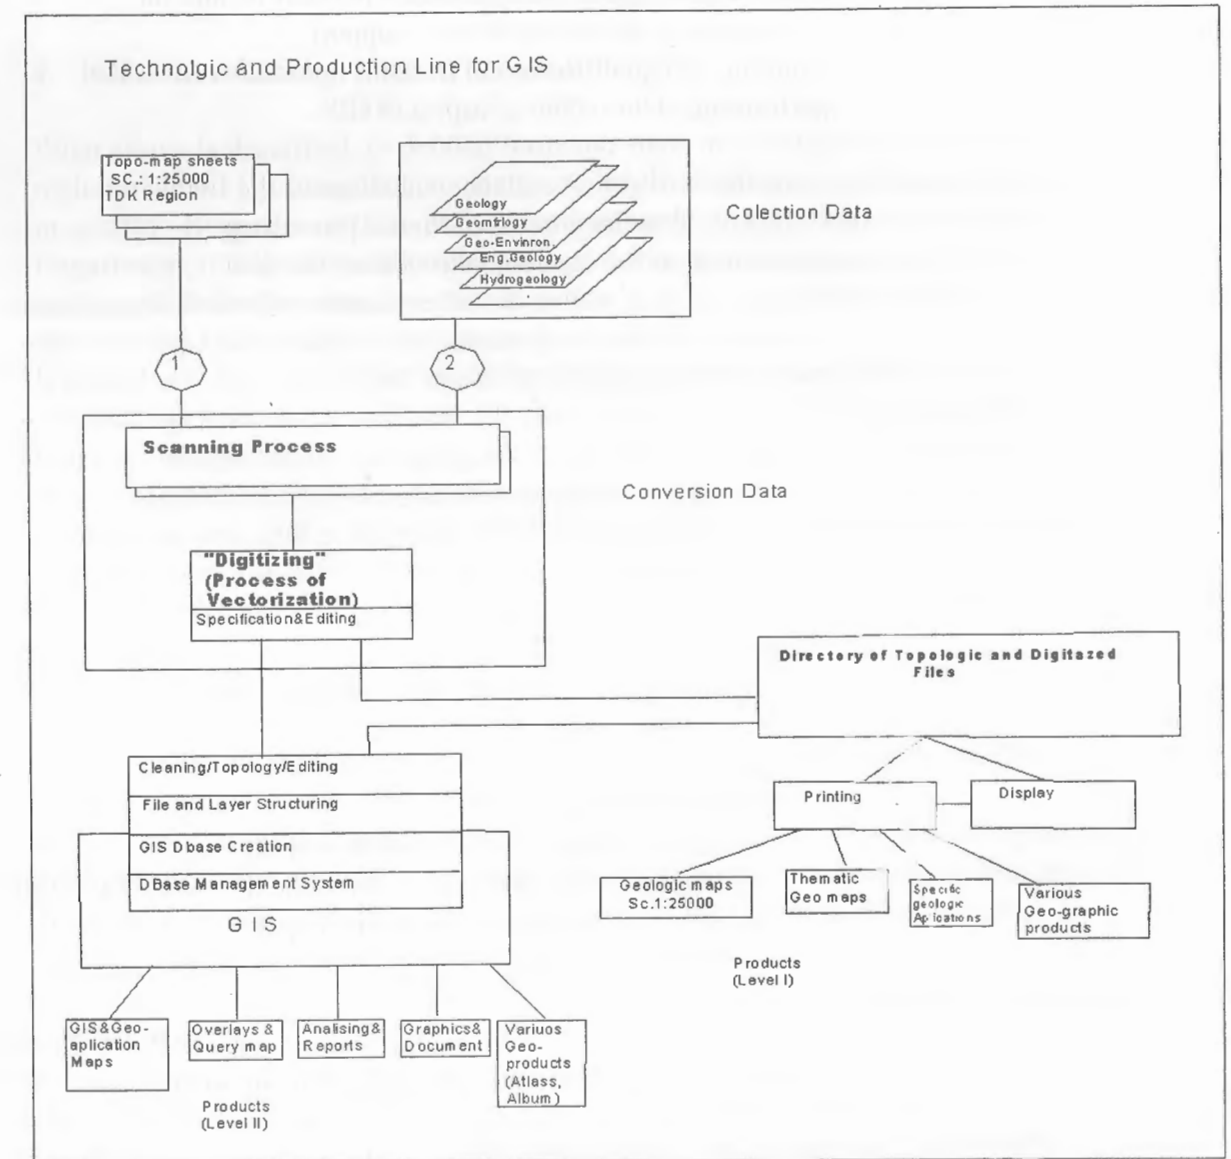 Technolgic and Production Line for GIS
Topo-map sheets
SC.: 1:25000
TDK Region
Geology
Geomtrlogy
Geo-Envinron.
Eng.Geology
Hydrogeology
Colection Data
1
2
Scanning Process
Conversion Data
"Digitizing"
(Process of
Vectorization)
Specification&Editing
Directory of Topologic and Digitazed
Files
Cleaning/Topology/Editing
File and Layer Structuring
GIS Dbase Creation
DBase Management System
GIS
Printing
Display
Geologic maps
Sc.1:25000
Thematic
Geo maps
Specific
geologic
Aplications
Various
Geo-graphic
products
Products
(Level I)
GIS&Geo-
aplication
Maps
Overlays &
Query map
Analising&
Reports
Graphics&
Document
Variuos
Geo-
products
(Atlass,
Album)
Products
(Level II)